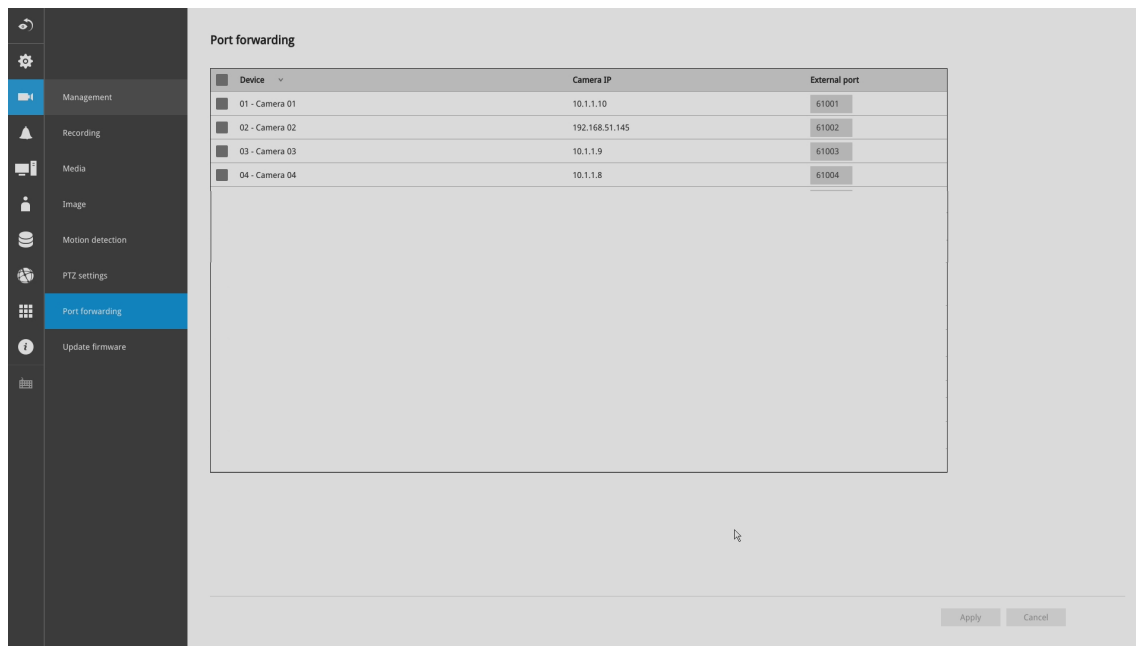 Port forwarding
Device Camera IP External port
01 - Camera 01 10.1.1.10 61001
02 - Camera 02 192.168.51.145 61002
03 - Camera 03 10.1.1.9 61003
04 - Camera 04 10.1.1.8 61004
Management
Recording
Media
Image
Motion detection
PTZ settings
Port forwarding
Update firmware
Apply Cancel